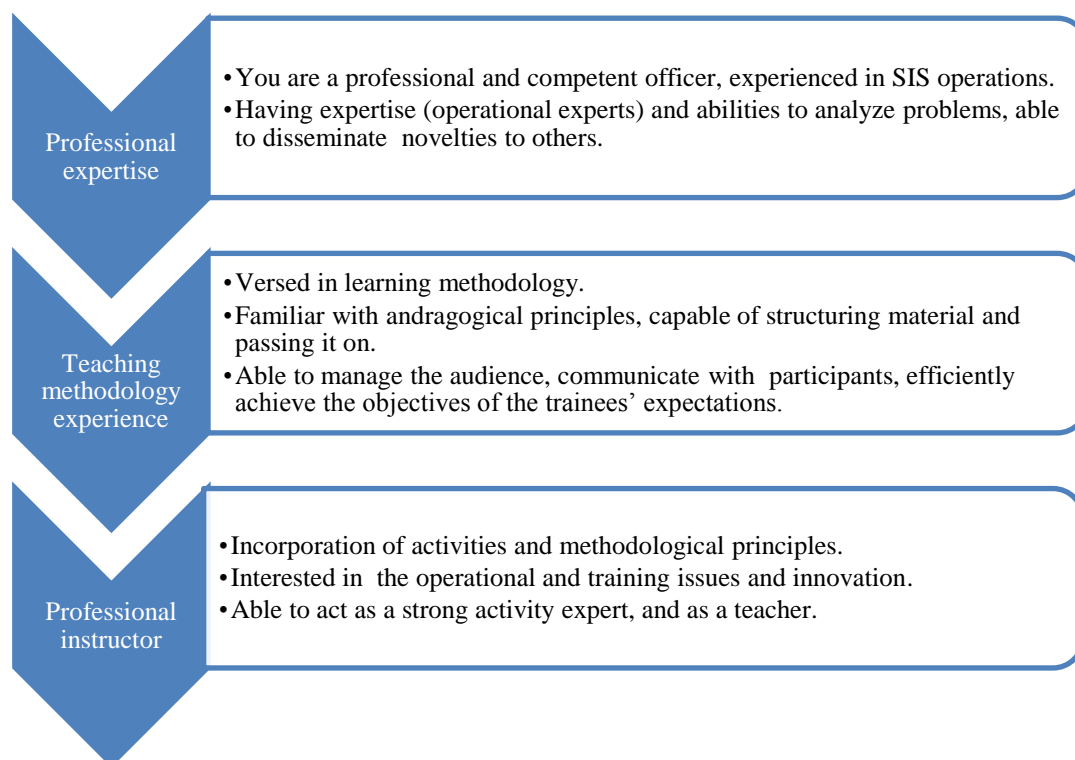 Professional
expertise
•You are a professional and competent officer, experienced in SIS operations.
•Having expertise (operational experts) and abilities to analyze problems, able
to disseminate novelties to others.
Teaching
methodology
experience
•Versed in learning methodology.
•Familiar with andragogical principles, capable of structuring material and
passing it on.
•Able to manage the audience, communicate with participants, efficiently
achieve the objectives of the trainees’ expectations.
Professional
instructor
•Incorporation of activities and methodological principles.
•Interested in the operational and training issues and innovation.
•Able to act as a strong activity expert, and as a teacher.